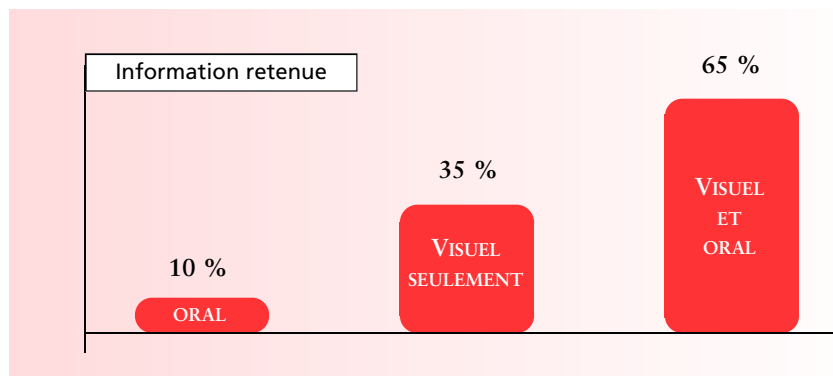 Information retenue
65 %
35 %
10 %
VISUEL
ET
ORAL
VISUEL
SEULEMENT
ORAL